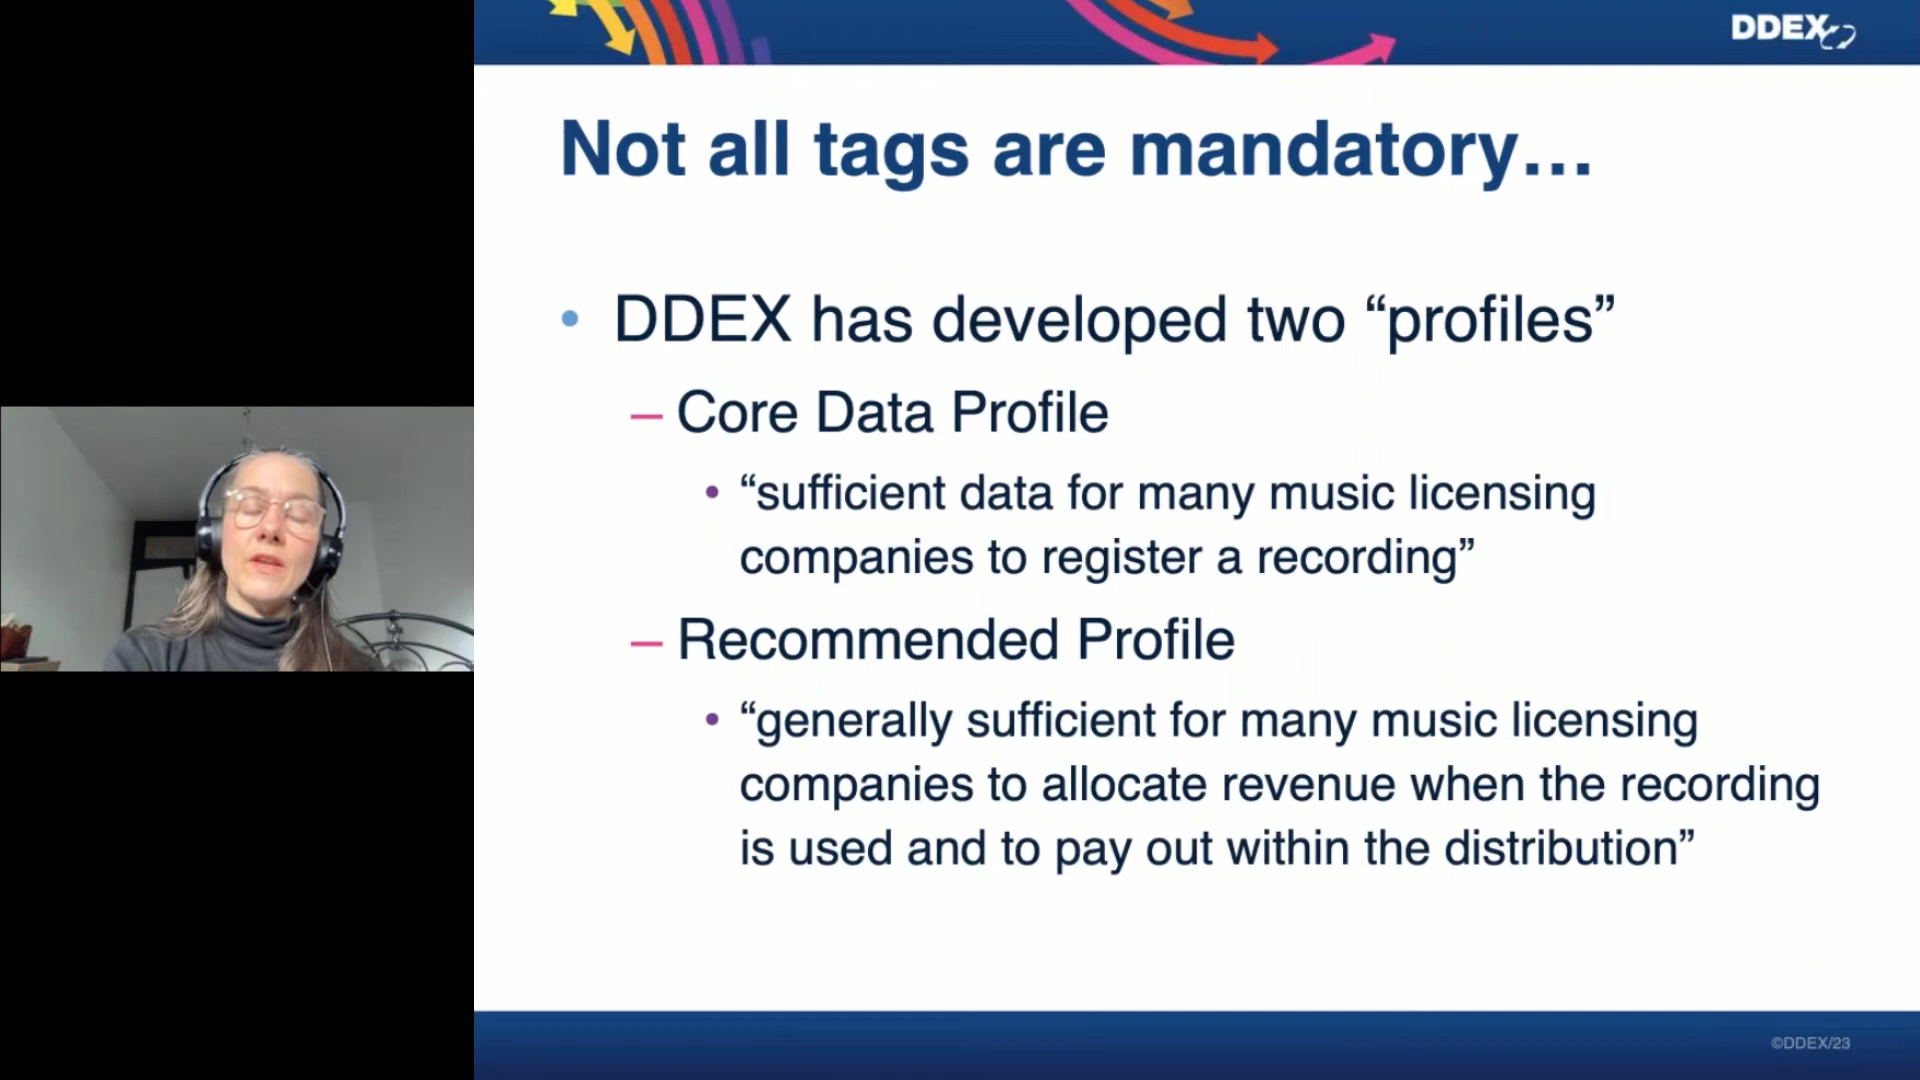 DDEX
Not all tags are mandatory…
• DDEX has developed two “profiles”
– Core Data Profile
• “sufficient data for many music licensing
companies to register a recording”
– Recommended Profile
• “generally sufficient for many music licensing
companies to allocate revenue when the recording
is used and to pay out within the distribution”
©DDEX/23